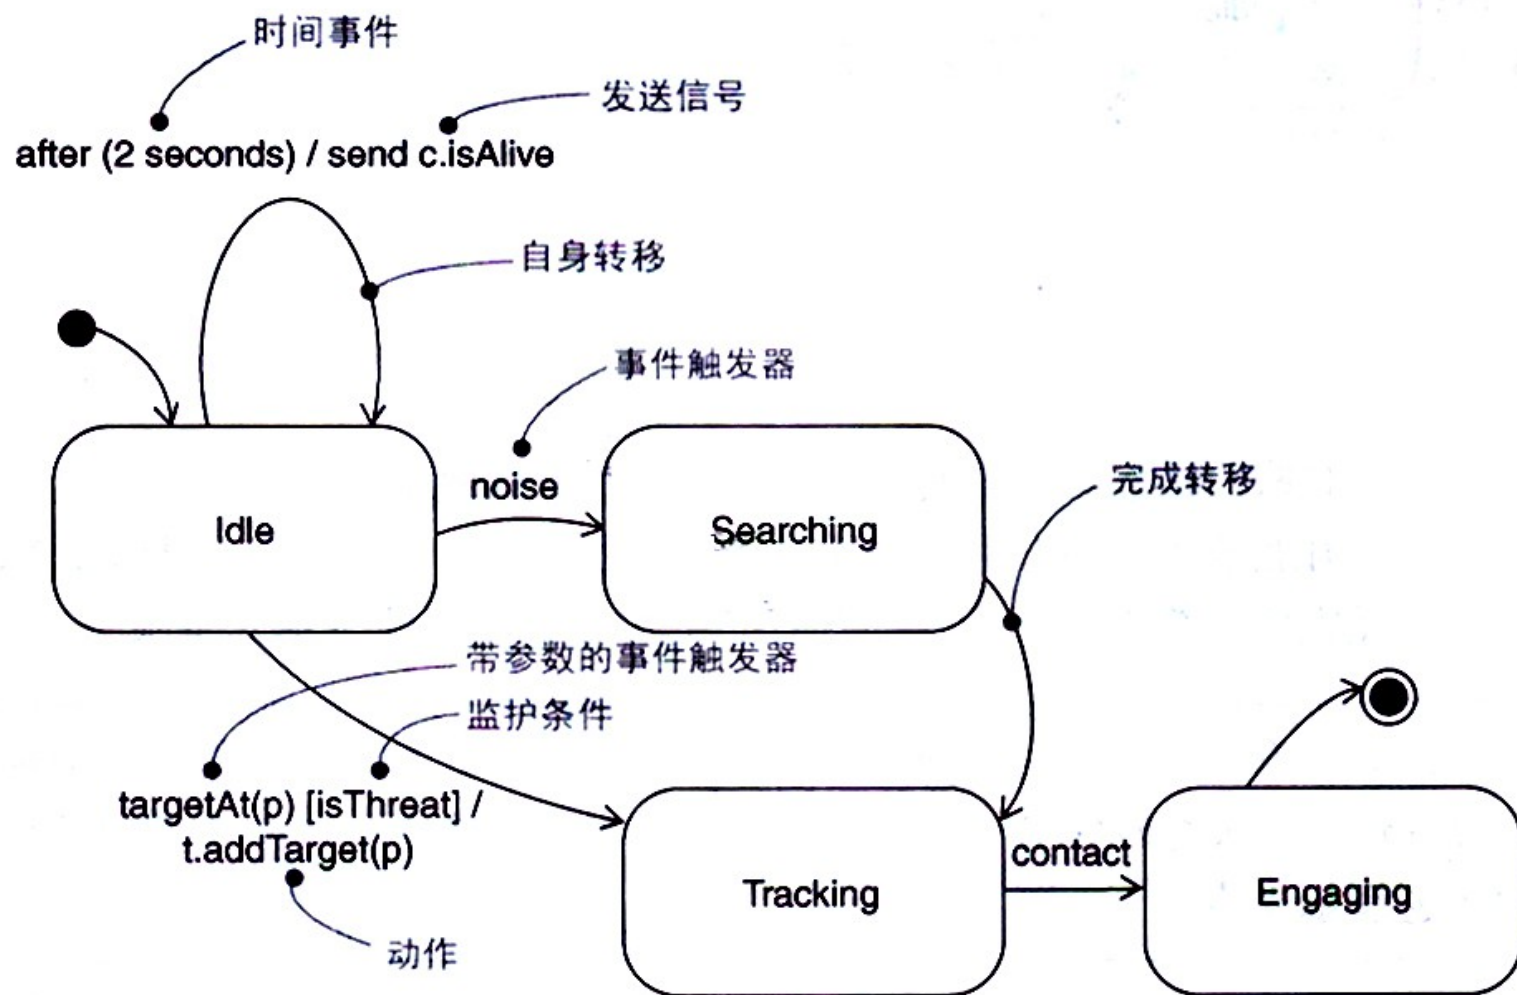 时间事件
发送信号
after (2 seconds) / send c.isAlive
自身转移
事件触发器
noise
完成转移
Idle
Searching
带参数的事件触发器
监护条件
targetAt(p) [isThreat] /
t.addTarget(p)
contact
Tracking
Engaging
动作